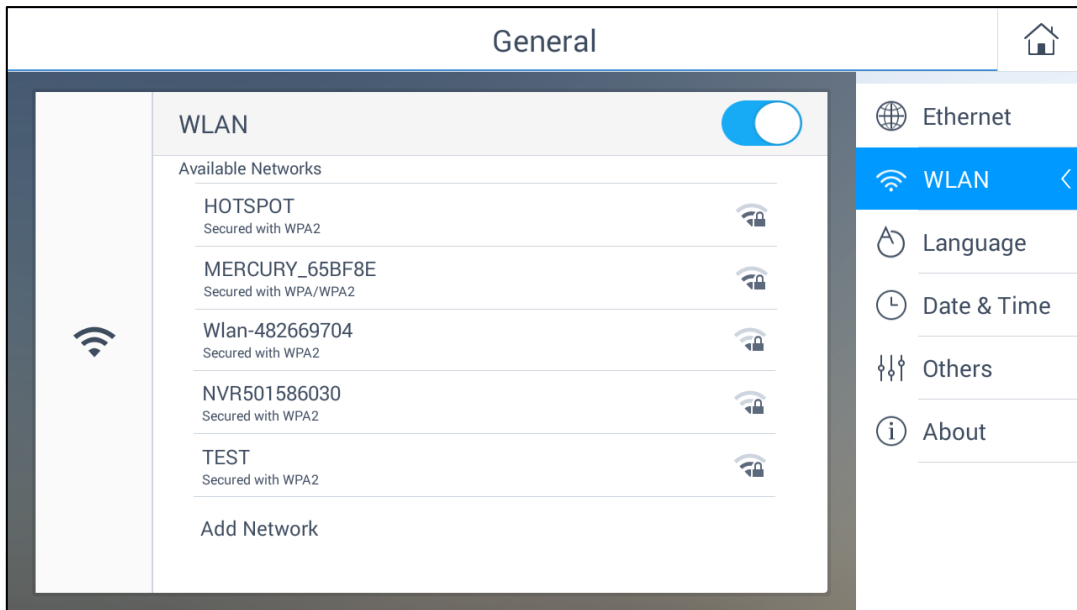 General
WLAN
Available Networks
HOTSPOT
Secured with WPA2
MERCURY_65BF8E
Secured with WPA/WPA2
Wlan-482669704
Secured with WPA2
NVR501586030
Secured with WPA2
TEST
Secured with WPA2
Add Network
Ethernet
WLAN
Language
Date & Time
Others
About